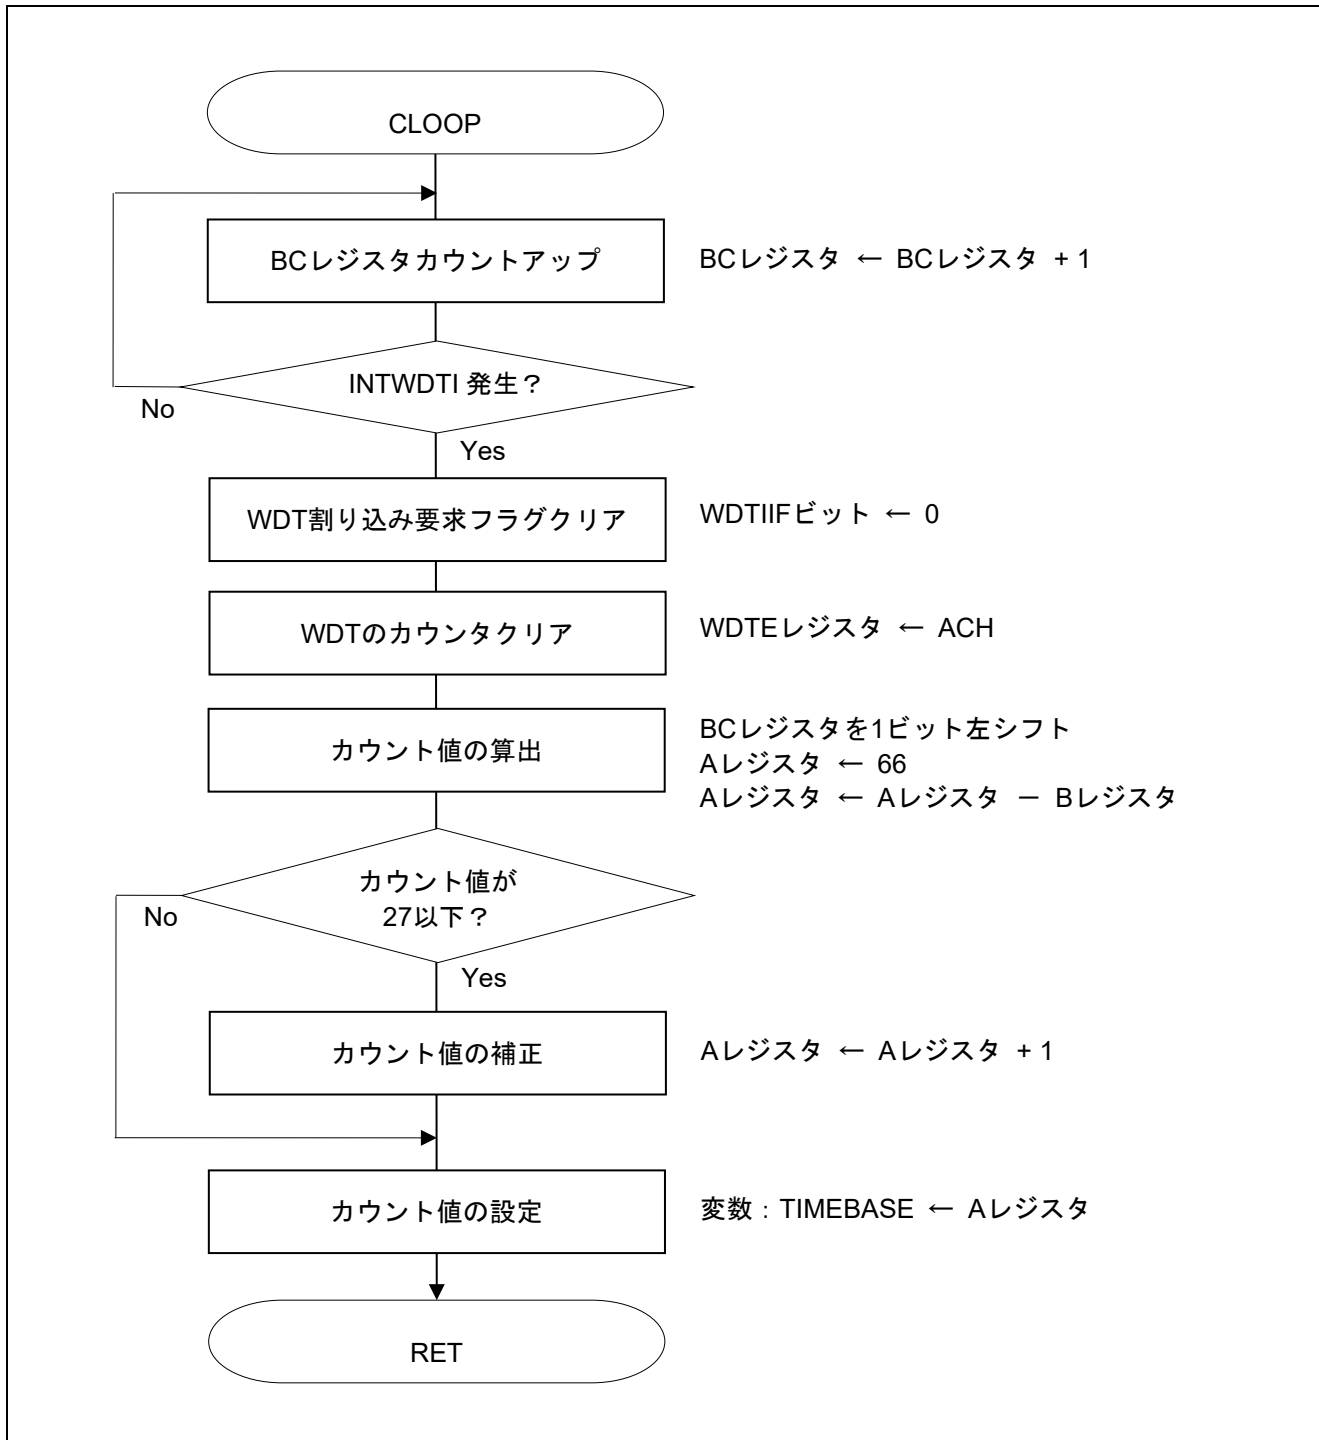 CLOOP
BCレジスタカウントアップ
BCレジスタ ← BCレジスタ + 1
INTWDTI 発生？
No
Yes
WDT割り込み要求フラグクリア
WDTIIFビット ← 0
WDTのカウンタクリア
WDTEレジスタ ← ACH
カウント値の算出
BCレジスタを1ビット左シフト
Aレジスタ ← 66
Aレジスタ ← Aレジスタ － Bレジスタ
カウント値が
27以下？
No
Yes
カウント値の補正
Aレジスタ ← Aレジスタ + 1
カウント値の設定
変数：TIMEBASE ← Aレジスタ
RET